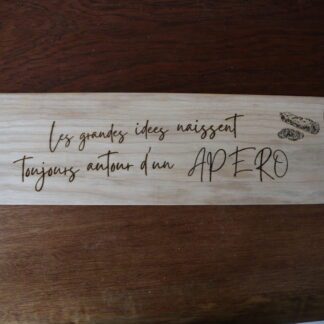 Les grandes idees naissent
toujours autour d'un APERO